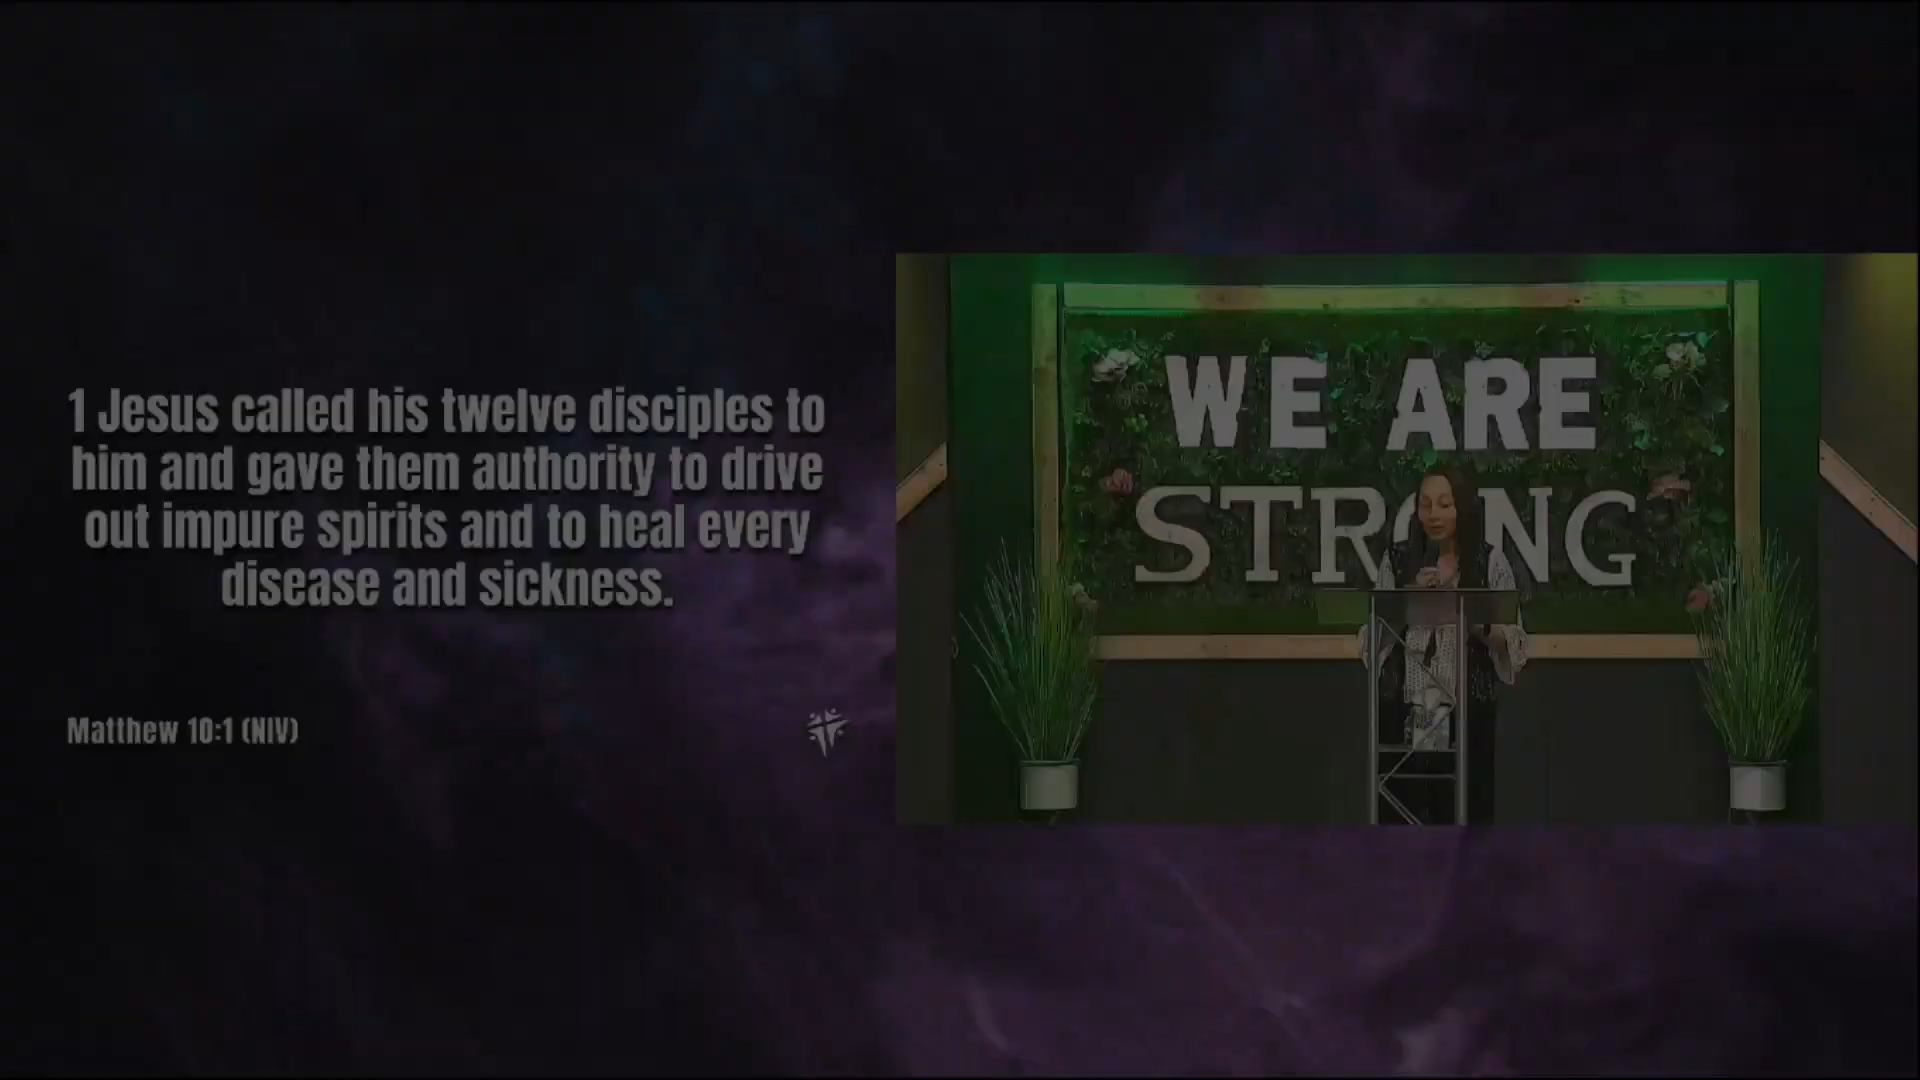 1 Jesus called his twelve disciples to
him and gave them authority to drive
out impure spirits and to heal every
disease and sickness.
Matthew 10:1 (NIV)
WE ARE
STRONG